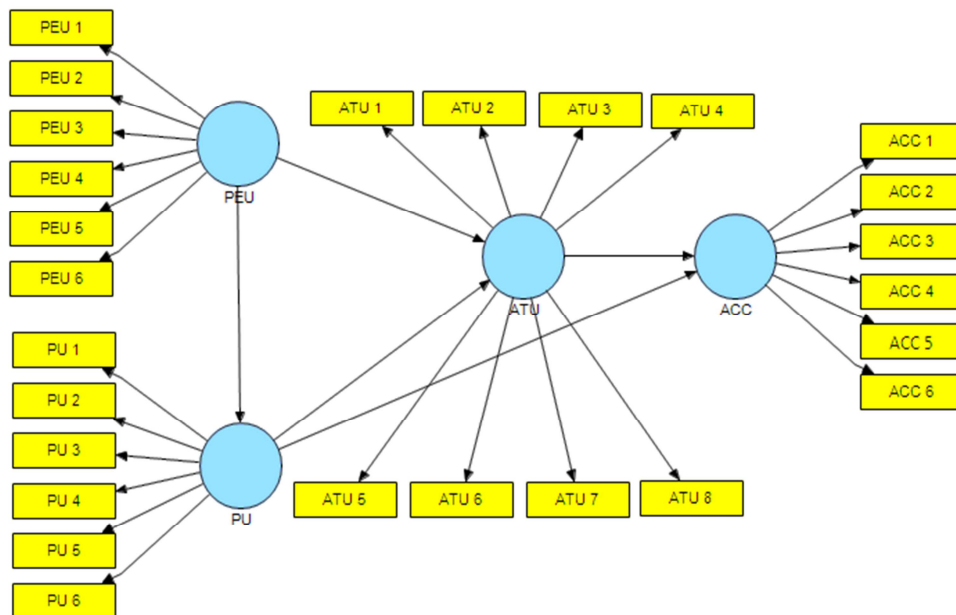 PEU 1
PEU 2
PEU 3
PEU 4
PEU 5
PEU 6
PEU
ATU 1
ATU 2
ATU 3
ATU 4
ATU
ACC
ACC 1
ACC 2
ACC 3
ACC 4
ACC 5
ACC 6
PU 1
PU 2
PU 3
PU 4
PU 5
PU 6
PU
ATU 5
ATU 6
ATU 7
ATU 8